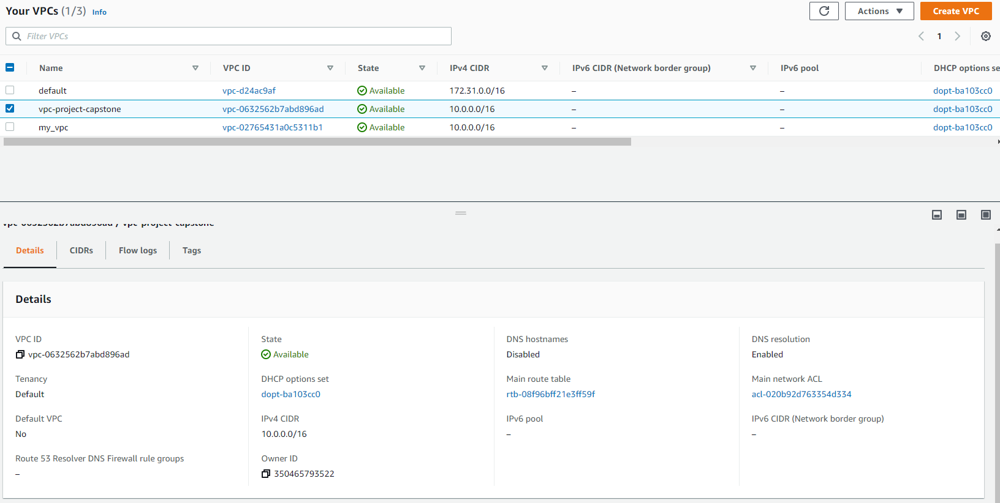 Your VPCs (1/3) Info
Actions
Create VPC
Filter VPCs
1
Name VPC ID State IPv4 CIDR IPv6 CIDR (Network border group) IPv6 pool DHCP options se
default vpc-d24ac9af Available 172.31.0.0/16 – – dopt-ba103cc0
vpc-project-capstone vpc-0632562b7abd896ad Available 10.0.0.0/16 – – dopt-ba103cc0
my_vpc vpc-02765431a0c5311b1 Available 10.0.0.0/16 – – dopt-ba103cc0
vpc-0632562b7abd896ad / vpc-project-capstone
Details CIDRs Flow logs Tags
Details
VPC ID
vpc-0632562b7abd896ad
Tenancy
Default
Default VPC
No
Route 53 Resolver DNS Firewall rule groups
–
State
Available
DHCP options set
dopt-ba103cc0
IPv4 CIDR
10.0.0.0/16
Owner ID
350465793522
DNS hostnames
Disabled
Main route table
rtb-08f96bff21e3ff59f
IPv6 pool
–
DNS resolution
Enabled
Main network ACL
acl-020b92d763354d334
IPv6 CIDR (Network border group)
–